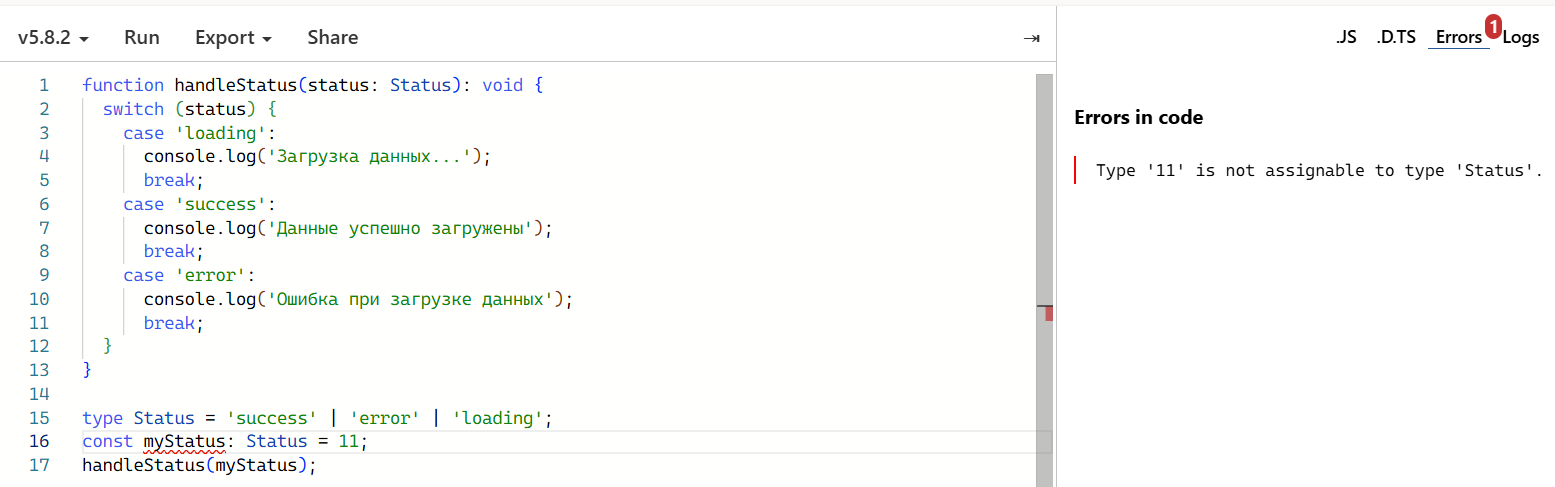 v5.8.2 Run Export Share .JS .D.TS Errors 1 Logs
1 function handleStatus(status: Status): void {
2 switch (status) {
3 case 'loading':
4 console.log('Загрузка данных...');
5 break;
6 case 'success':
7 console.log('Данные успешно загружены');
8 break;
9 case 'error':
10 console.log('Ошибка при загрузке данных');
11 break;
12 }
13 }
14
15 type Status = 'success' | 'error' | 'loading';
16 const myStatus: Status = 11;
17 handleStatus(myStatus);
Errors in code
Type '11' is not assignable to type 'Status'.